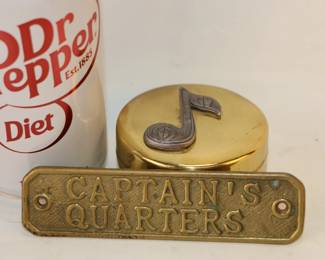 Dr
Pepper
EST. 1885
Diet
CAPTAIN'S
QUARTERS